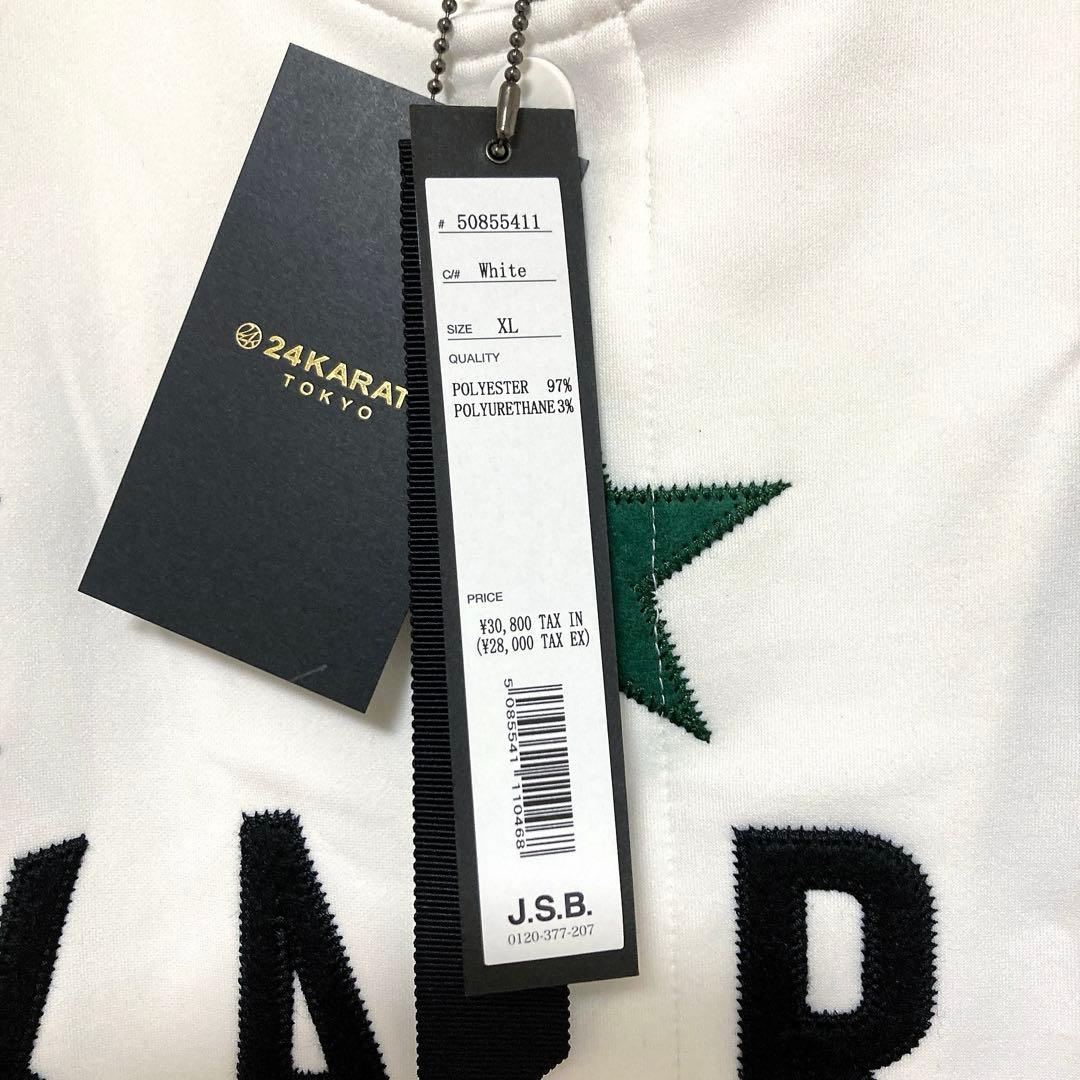 24KARAT
TOKYO
# 50855411
C/# White
SIZE XL
QUALITY
POLYESTER 97%
POLYURETHANE 3%
PRICE
¥30,800 TAX IN
(¥28,000 TAX EX)
5085541110468
J.S.B.
0120-377-207